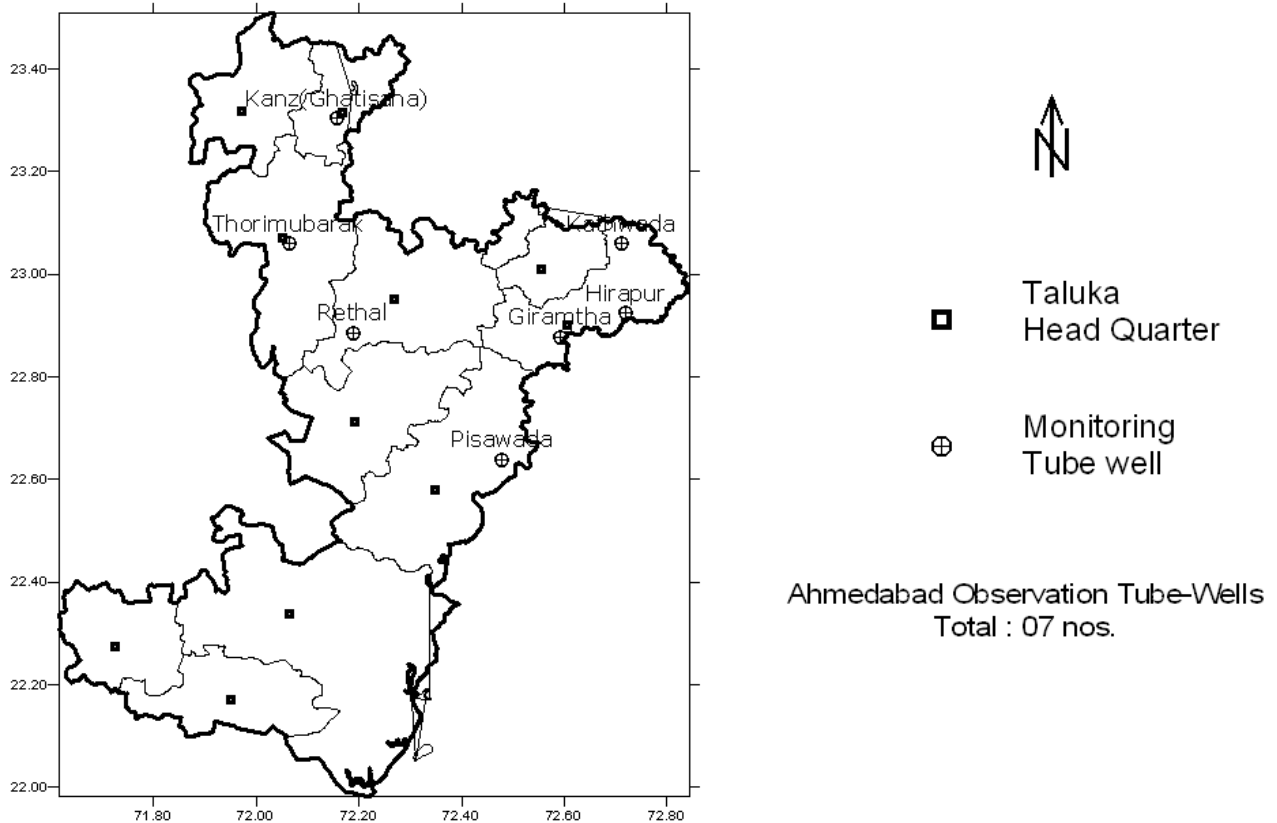 23.40
Kanz(Ghatisana)
23.20
Thorimubarak
Kathwada
23.00
Rethal
Giramtha
Hirapur
22.80
Pisawada
22.60
22.40
22.20
22.00
71.80 72.00 72.20 72.40 72.60 72.80
N
Taluka
Head Quarter
Monitoring
Tube well
Ahmedabad Observation Tube-Wells
Total : 07 nos.